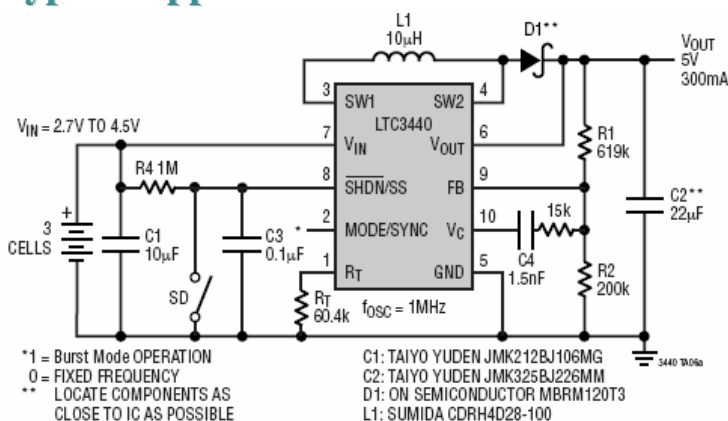 L1
10µH
D1**
VOUT
5V
300mA
3
SW1
SW2
4
LTC3440
VIN = 2.7V TO 4.5V
7
VIN
VOUT
6
R1
619k
R4 1M
8
SHDN/SS
FB
9
3
CELLS
+
C1
10µF
C3
0.1µF
*
2
MODE/SYNC
VC
10
15k
C4
1.5nF
C2**
22µF
SD
1
RT
GND
5
R2
200k
RT
60.4k
fOSC = 1MHz
*1 = Burst Mode OPERATION
0 = FIXED FREQUENCY
** LOCATE COMPONENTS AS
CLOSE TO IC AS POSSIBLE
C1: TAIYO YUDEN JMK212BJ106MG
C2: TAIYO YUDEN JMK325BJ226MM
D1: ON SEMICONDUCTOR MBRM120T3
L1: SUMIDA CDRH4D28-100
3440 TA06a